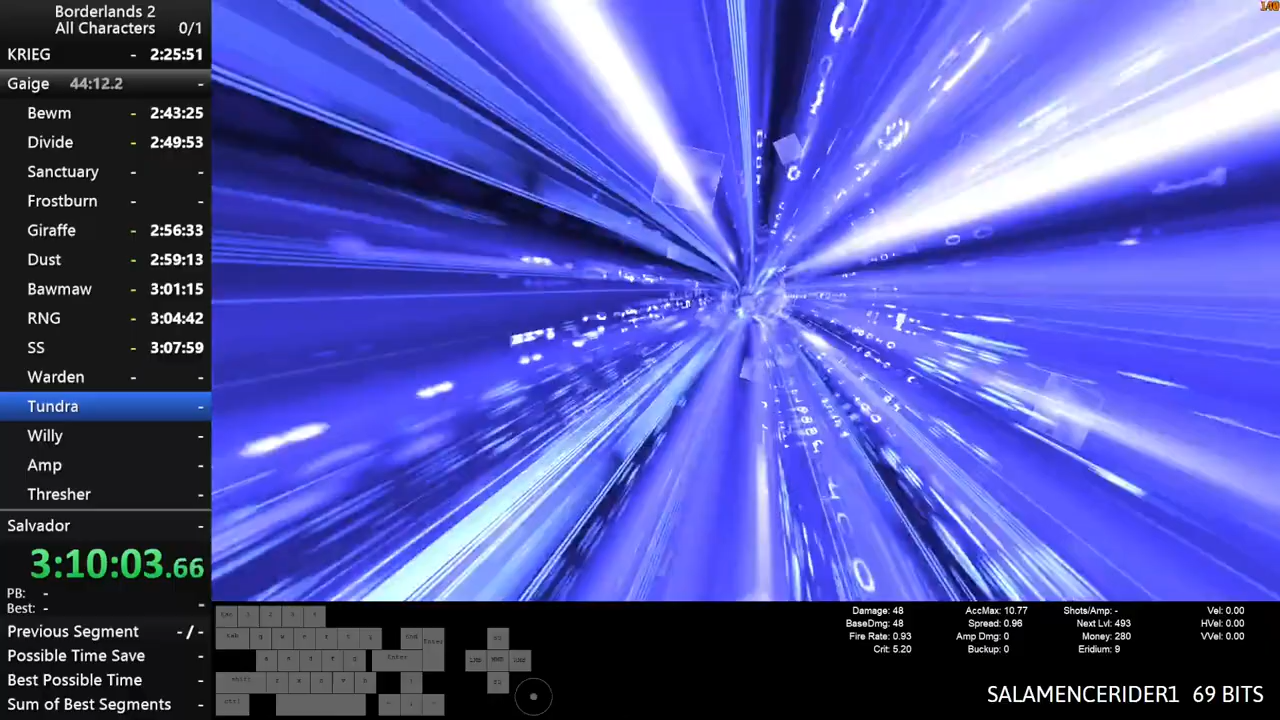 Borderlands 2
All Characters 0/1
KRIEG - 2:25:51
Gaige 44:12.2 -
Bewm - 2:43:25
Divide - 2:49:53
Sanctuary - -
Frostburn - -
Giraffe - 2:56:33
Dust - 2:59:13
Bawmaw - 3:01:15
RNG - 3:04:42
SS - 3:07:59
Warden - -
Tundra -
Willy -
Amp -
Thresher -
Salvador -
3:10:03.66
PB: -
Best: - -
Previous Segment - / -
Possible Time Save -
Best Possible Time -
Sum of Best Segments -
Damage: 48 AccMax: 10.77 Shots/Amp: - Vel: 0.00
BaseDmg: 48 Spread: 0.96 Next Lvl: 493 HVel: 0.00
Fire Rate: 0.93 Amp Dmg: 0 Money: 280 VVel: 0.00
Crit: 5.20 Buckup: 0 Eridium: 9
SALAMENCERIDER1 69 BITS